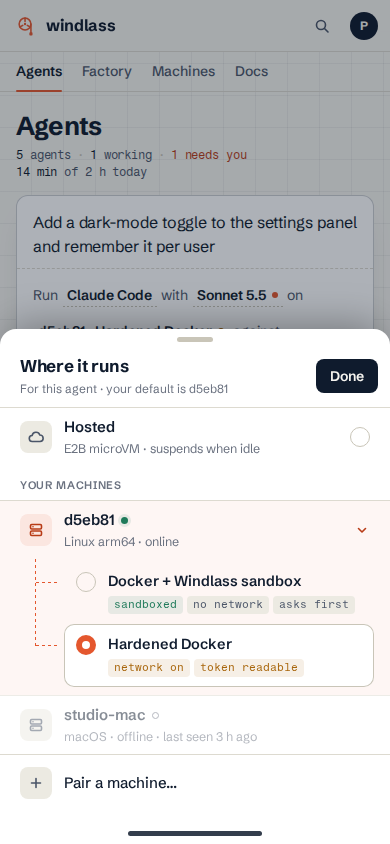 windlass
P
Agents
Factory
Machines
Docs
Agents
5 agents · 1 working · 1 needs you
14 min of 2 h today
Add a dark-mode toggle to the settings panel
and remember it per user
Run Claude Code with Sonnet 5.5 on
Where it runs
For this agent · your default is d5eb81
Done
Hosted
E2B microVM · suspends when idle
YOUR MACHINES
d5eb81
Linux arm64 · online
Docker + Windlass sandbox
sandboxed no network asks first
Hardened Docker
network on token readable
studio-mac
macOS · offline · last seen 3 h ago
Pair a machine…